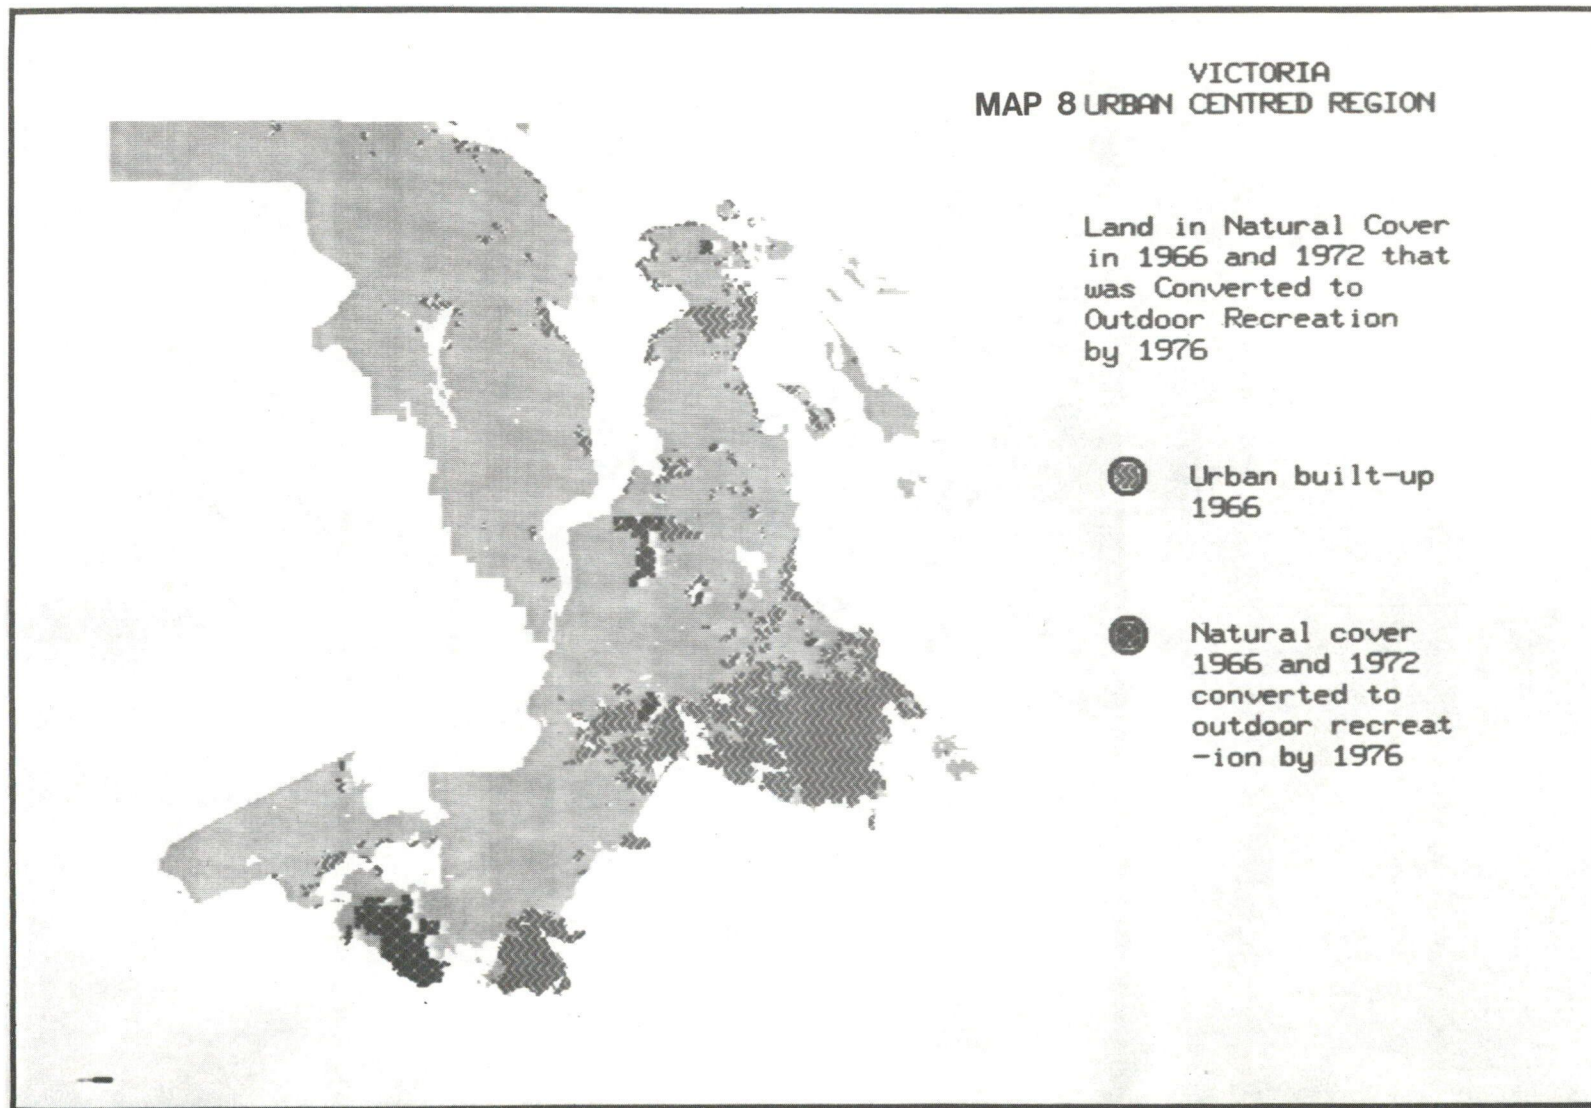 VICTORIA
MAP 8 URBAN CENTRED REGION
Land in Natural Cover
in 1966 and 1972 that
was Converted to
Outdoor Recreation
by 1976
Urban built-up
1966
Natural cover
1966 and 1972
converted to
outdoor recreat
-ion by 1976